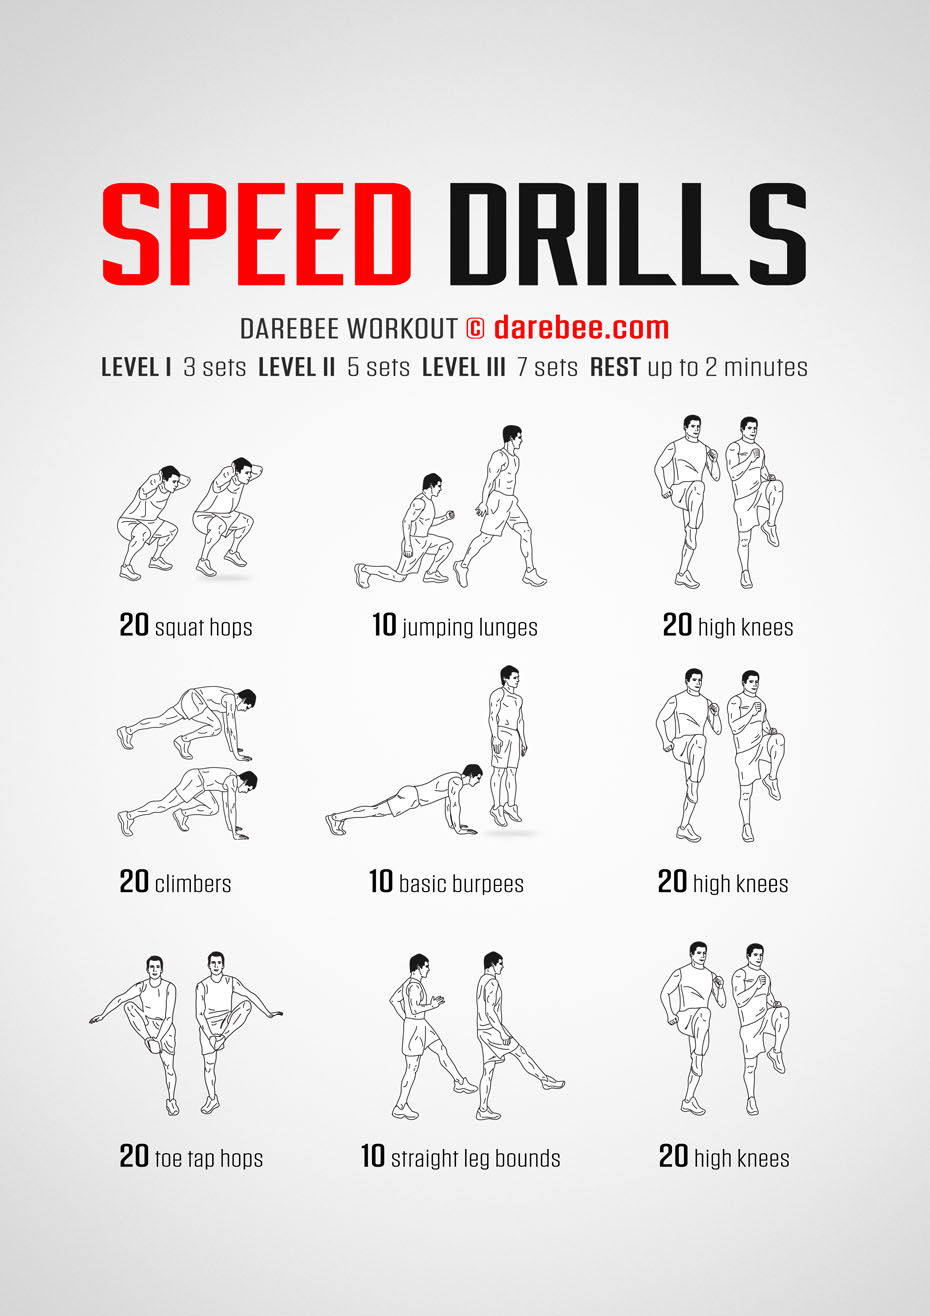 SPEED DRILLS
DAREBEE WORKOUT © darebee.com
LEVEL I 3 sets LEVEL II 5 sets LEVEL III 7 sets REST up to 2 minutes
20 squat hops
10 jumping lunges
20 high knees
20 climbers
10 basic burpees
20 high knees
20 toe tap hops
10 straight leg bounds
20 high knees